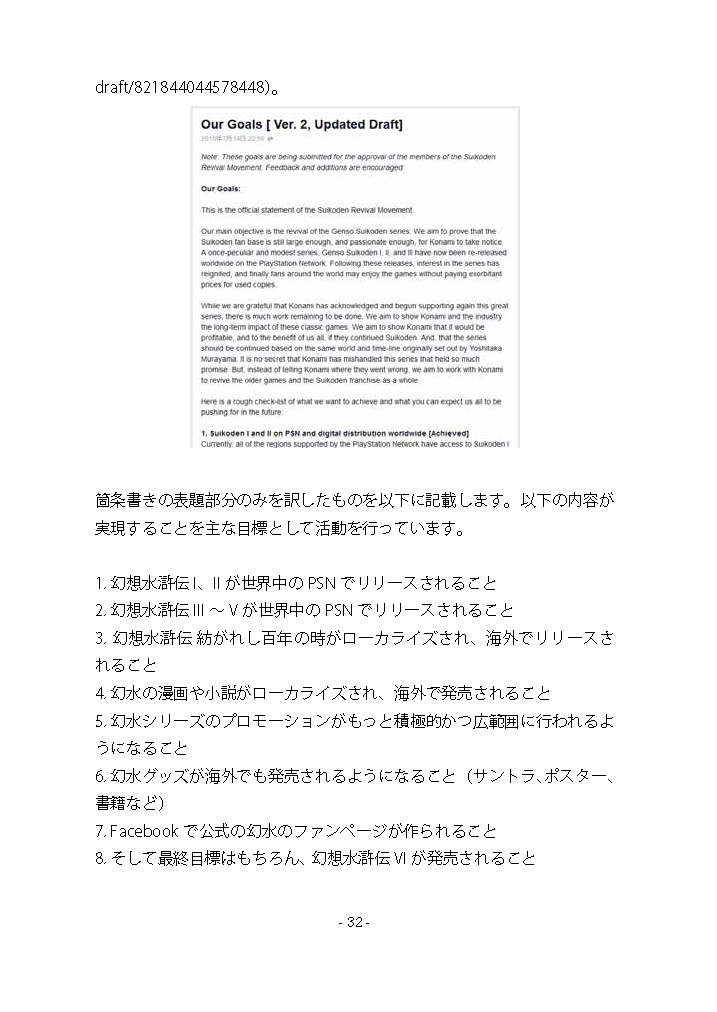 draft/821844044578448)。
Our Goals [ Ver. 2, Updated Draft]
2015年7月14日 22:56
Note: These goals are being submitted for the approval of the members of the Suikoden
Revival Movement. Feedback and additions are encouraged.
Our Goals:
This is the official statement of the Suikoden Revival Movement.
Our main objective is the revival of the Genso Suikoden series. We aim to prove that the
Suikoden fan base is still large enough, and passionate enough, for Konami to take notice.
A once-peculiar and modest series, Genso Suikoden I, II, and III have now been re-released
worldwide on the PlayStation Network. Following these releases, interest in the series has
reignited, and finally fans around the world may enjoy the games without paying exorbitant
prices for used copies.
While we are grateful that Konami has acknowledged and begun supporting again this great
series, there is much work remaining to be done. We aim to show Konami and the industry
the long-term impact of these classic games. We aim to show Konami that it would be
profitable, and to the benefit of us all, if they continued Suikoden. And, that the series
should be continued based on the same world and time-line originally set out by Yoshitaka
Murayama. It is no secret that Konami has mishandled this series that held so much
promise. But, instead of telling Konami where they went wrong, we aim to work with Konami
to revive the older games and the Suikoden franchise as a whole.
Here is a rough check-list of what we want to achieve and what you can expect us all to be
pushing for in the future:
1. Suikoden I and II on PSN and digital distribution worldwide [Achieved]
Currently, all of the regions supported by the PlayStation Network have access to Suikoden I
箇条書きの表題部分のみを訳したものを以下に記載します。以下の内容が
実現することを主な目標として活動を行っています。
1. 幻想水滸伝 I、II が世界中の PSN でリリースされること
2. 幻想水滸伝 III ～ V が世界中の PSN でリリースされること
3. 幻想水滸伝 紡がれし百年の時がローカライズされ、海外でリリースさ
れること
4. 幻水の漫画や小説がローカライズされ、海外で発売されること
5. 幻水シリーズのプロモーションがもっと積極的かつ広範囲に行われるよ
うになること
6. 幻水グッズが海外でも発売されるようになること（サントラ、ポスター、
書籍など）
7. Facebook で公式の幻水のファンページが作られること
8. そして最終目標はもちろん、幻想水滸伝 VI が発売されること
- 32 -